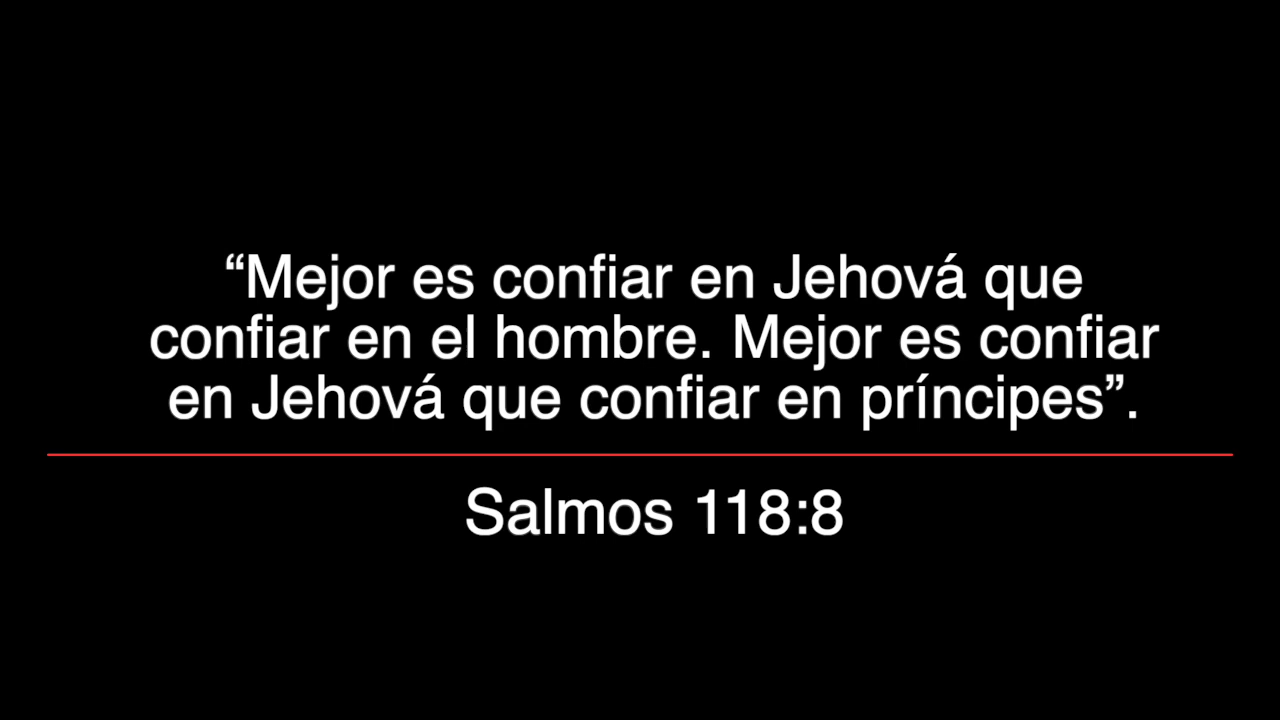 “Mejor es confiar en Jehová que
confiar en el hombre. Mejor es confiar
en Jehová que confiar en príncipes”.
Salmos 118:8